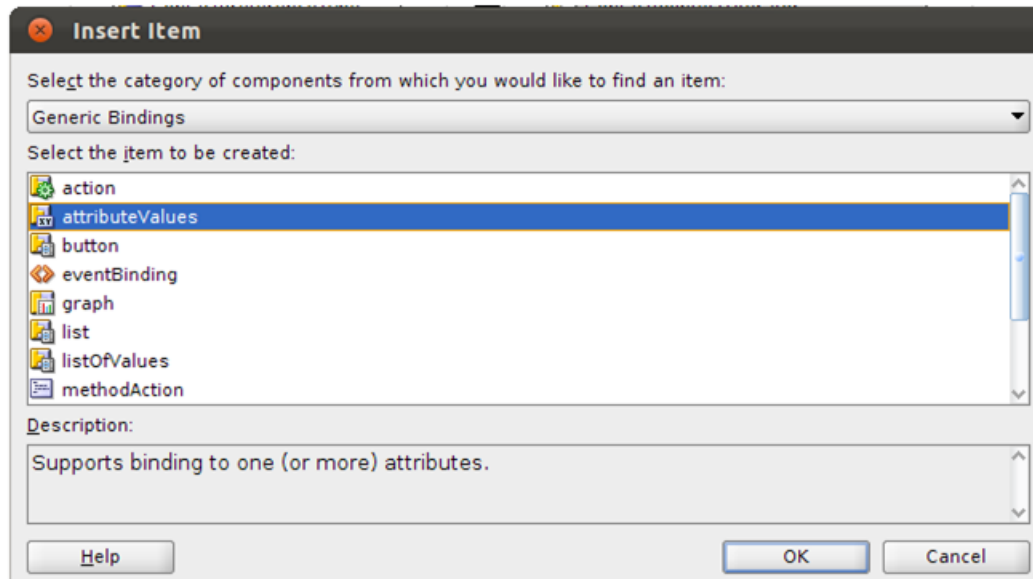 Insert Item
Select the category of components from which you would like to find an item:
Generic Bindings
Select the item to be created:
action
attributeValues
button
eventBinding
graph
list
listOfValues
methodAction
Description:
Supports binding to one (or more) attributes.
Help
OK
Cancel